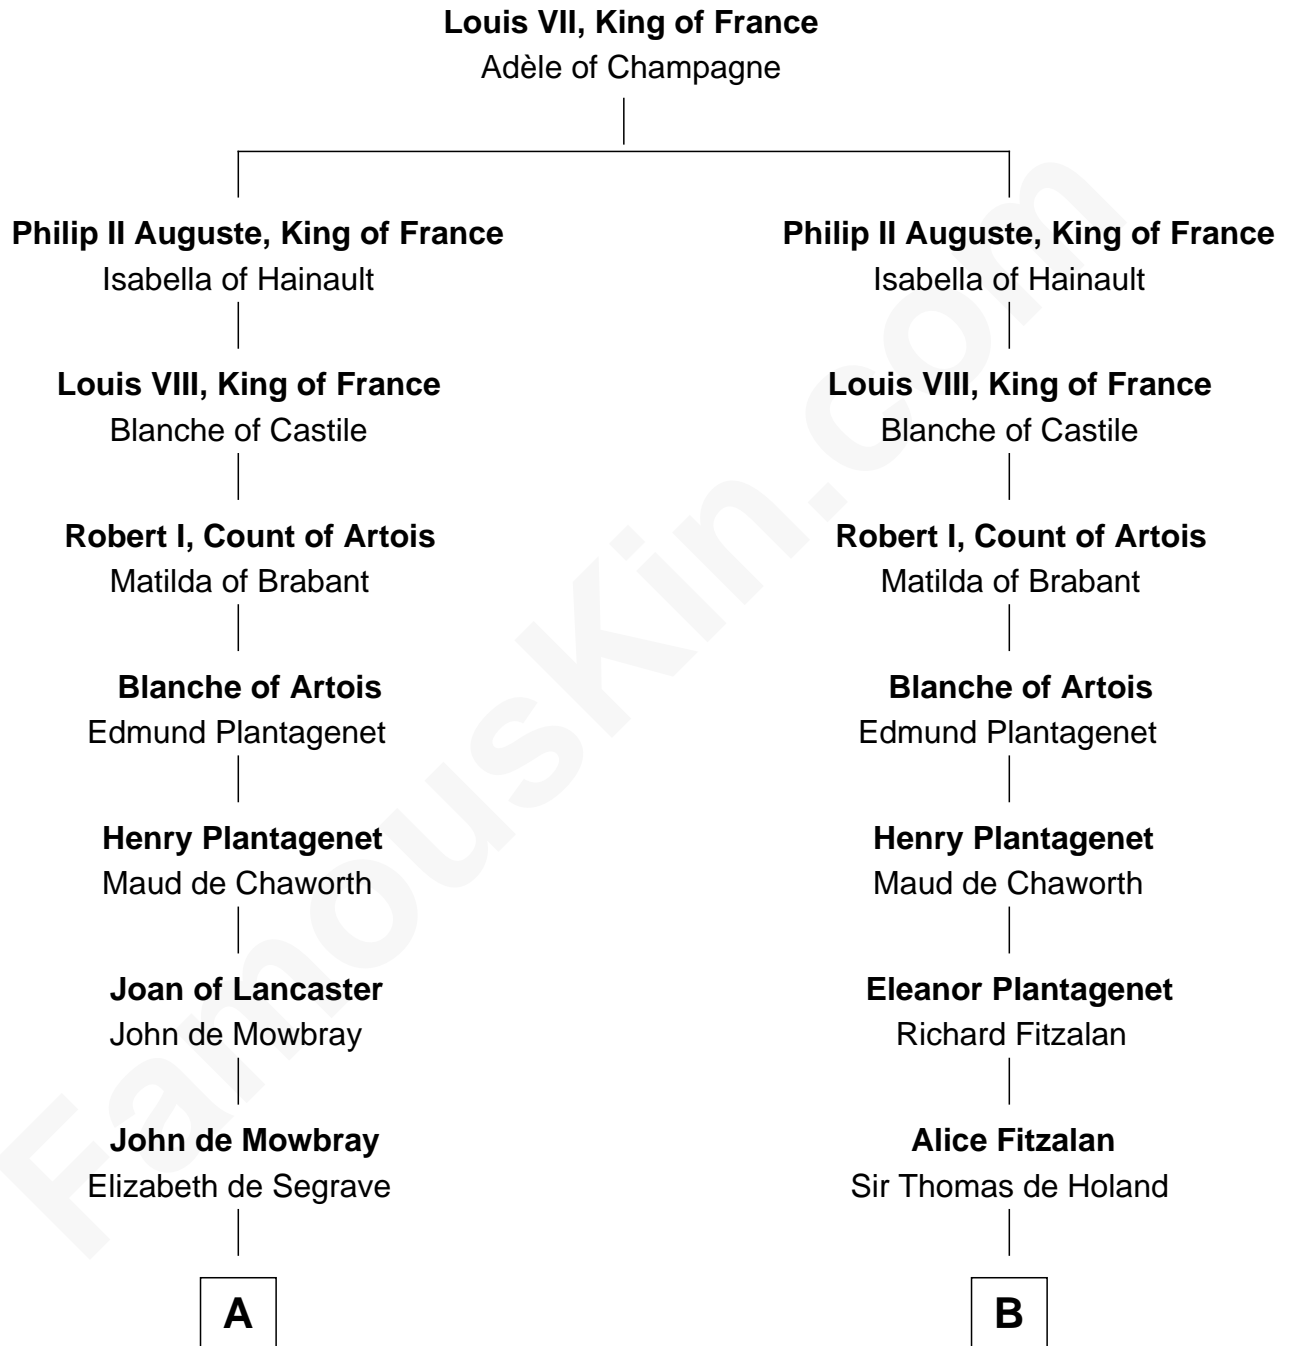 Louis VII, King of France
Adèle of Champagne
Philip II Auguste, King of France
Isabella of Hainault
Louis VIII, King of France
Blanche of Castile
Robert I, Count of Artois
Matilda of Brabant
Blanche of Artois
Edmund Plantagenet
Henry Plantagenet
Maud de Chaworth
Joan of Lancaster
John de Mowbray
John de Mowbray
Elizabeth de Segrave
A
Philip II Auguste, King of France
Isabella of Hainault
Louis VIII, King of France
Blanche of Castile
Robert I, Count of Artois
Matilda of Brabant
Blanche of Artois
Edmund Plantagenet
Henry Plantagenet
Maud de Chaworth
Eleanor Plantagenet
Richard Fitzalan
Alice Fitzalan
Sir Thomas de Holand
B
FamousKin.com